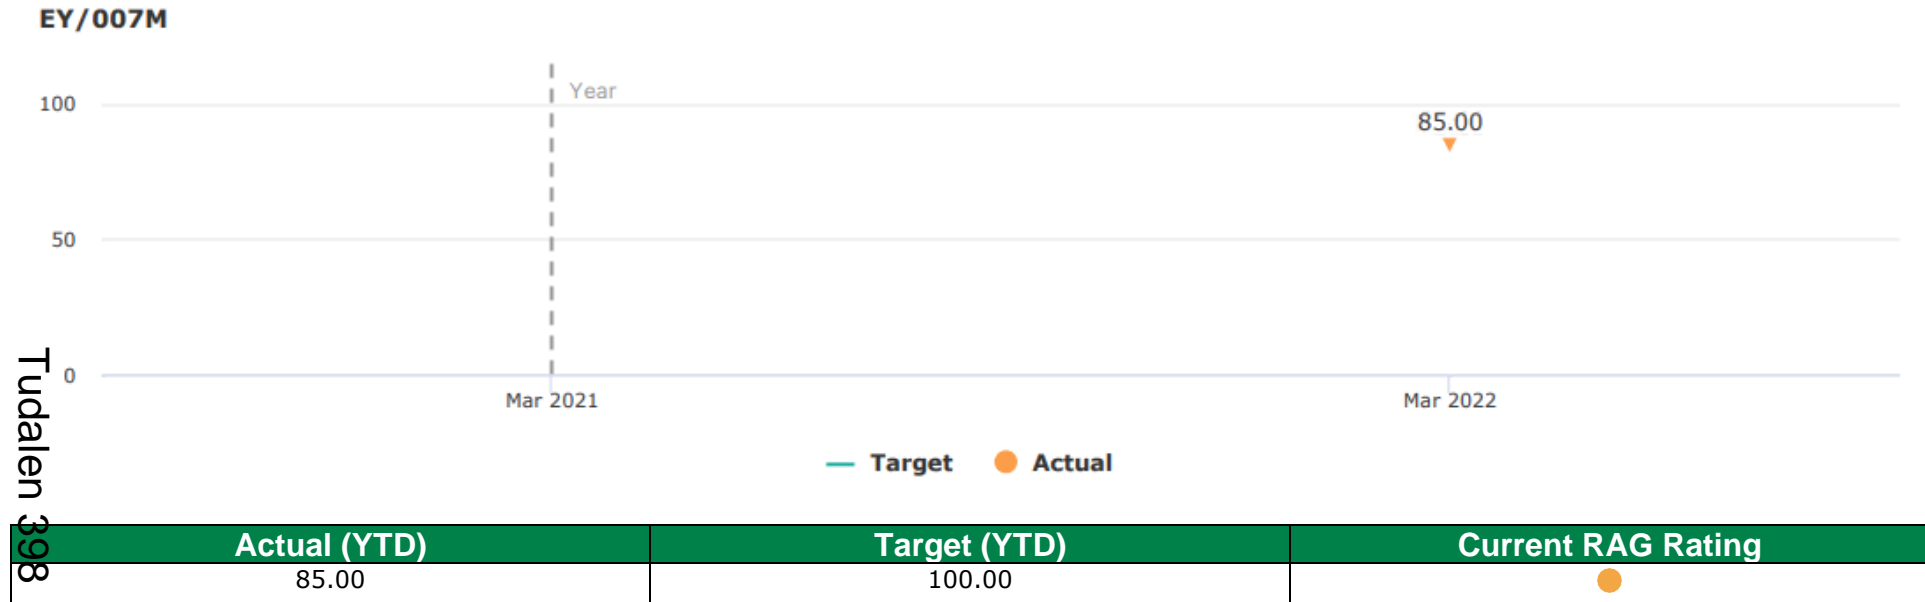 EY/007M
Year
100
85.00
50
0
Mar 2021
Mar 2022
Target
Actual
Tudalen 398
Actual (YTD) Target (YTD) Current RAG Rating
85.00 100.00